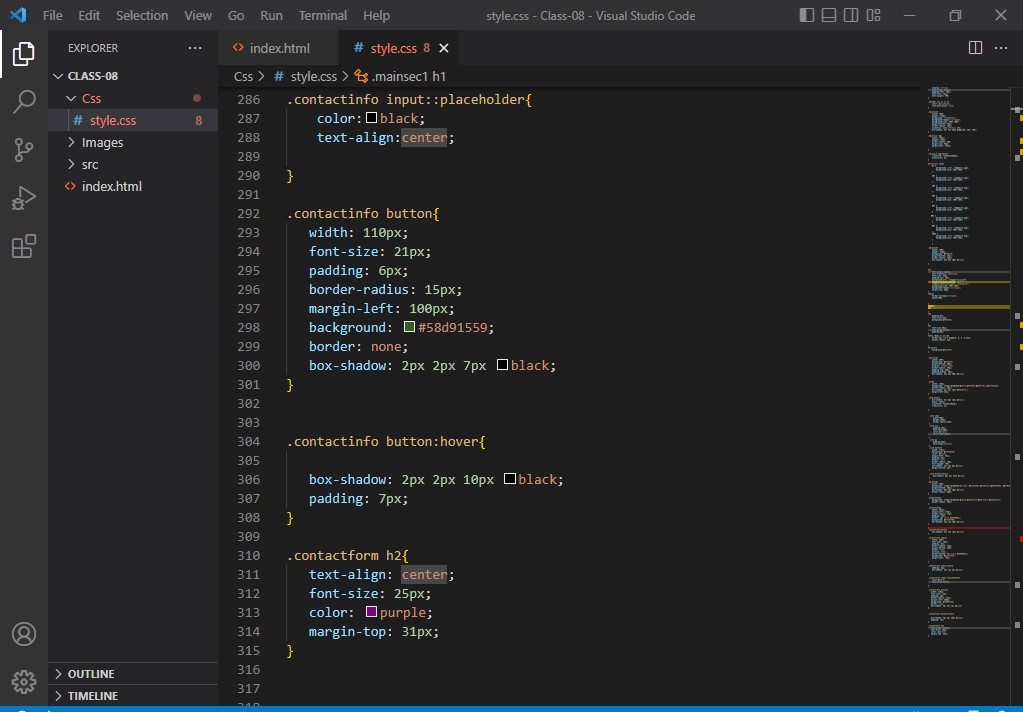 File Edit Selection View Go Run Terminal Help style.css - Class-08 - Visual Studio Code
EXPLORER ···
index.html
# style.css 8
CLASS-08
Css
# style.css 8
Images
src
index.html
Css > # style.css > .mainsec1 h1
286 .contactinfo input::placeholder{
287 color: black;
288 text-align:center;
289
290 }
291
292 .contactinfo button{
293 width: 110px;
294 font-size: 21px;
295 padding: 6px;
296 border-radius: 15px;
297 margin-left: 100px;
298 background: #58d91559;
299 border: none;
300 box-shadow: 2px 2px 7px black;
301 }
302
303
304 .contactinfo button:hover{
305
306 box-shadow: 2px 2px 10px black;
307 padding: 7px;
308 }
309
310 .contactform h2{
311 text-align: center;
312 font-size: 25px;
313 color: purple;
314 margin-top: 31px;
315 }
316
317
318
OUTLINE
TIMELINE